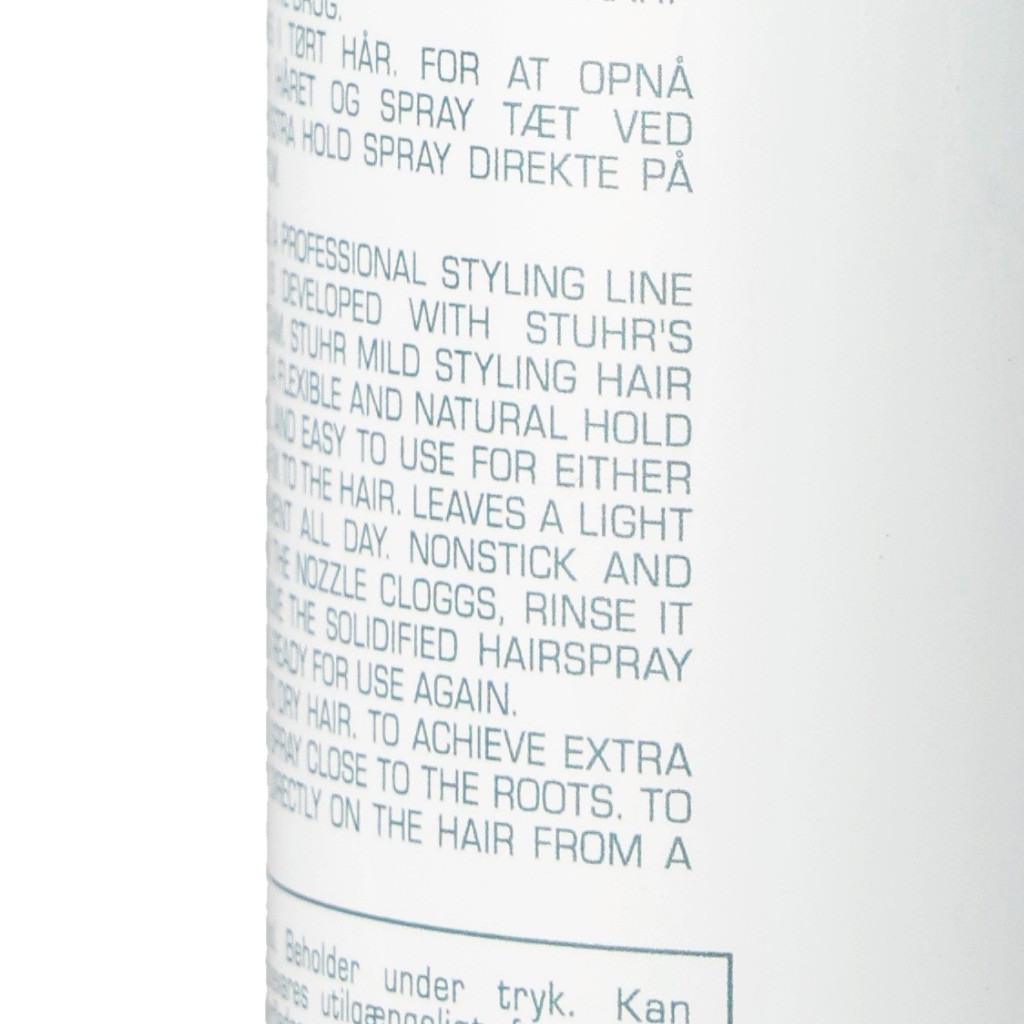 BRUG.
I TØRT HÅR. FOR AT OPNÅ
HÅRET OG SPRAY TÆT VED
HOLD SPRAY DIREKTE PÅ
A PROFESSIONAL STYLING LINE
DEVELOPED WITH STUHR'S
STUHR MILD STYLING HAIR
FLEXIBLE AND NATURAL HOLD
AND EASY TO USE FOR EITHER
TO THE HAIR. LEAVES A LIGHT
ALL DAY. NONSTICK AND
THE NOZZLE CLOGGS, RINSE IT
THE SOLIDIFIED HAIRSPRAY
READY FOR USE AGAIN.
DRY HAIR. TO ACHIEVE EXTRA
SPRAY CLOSE TO THE ROOTS. TO
DIRECTLY ON THE HAIR FROM A
Beholder under tryk. Kan
utilgængeligt